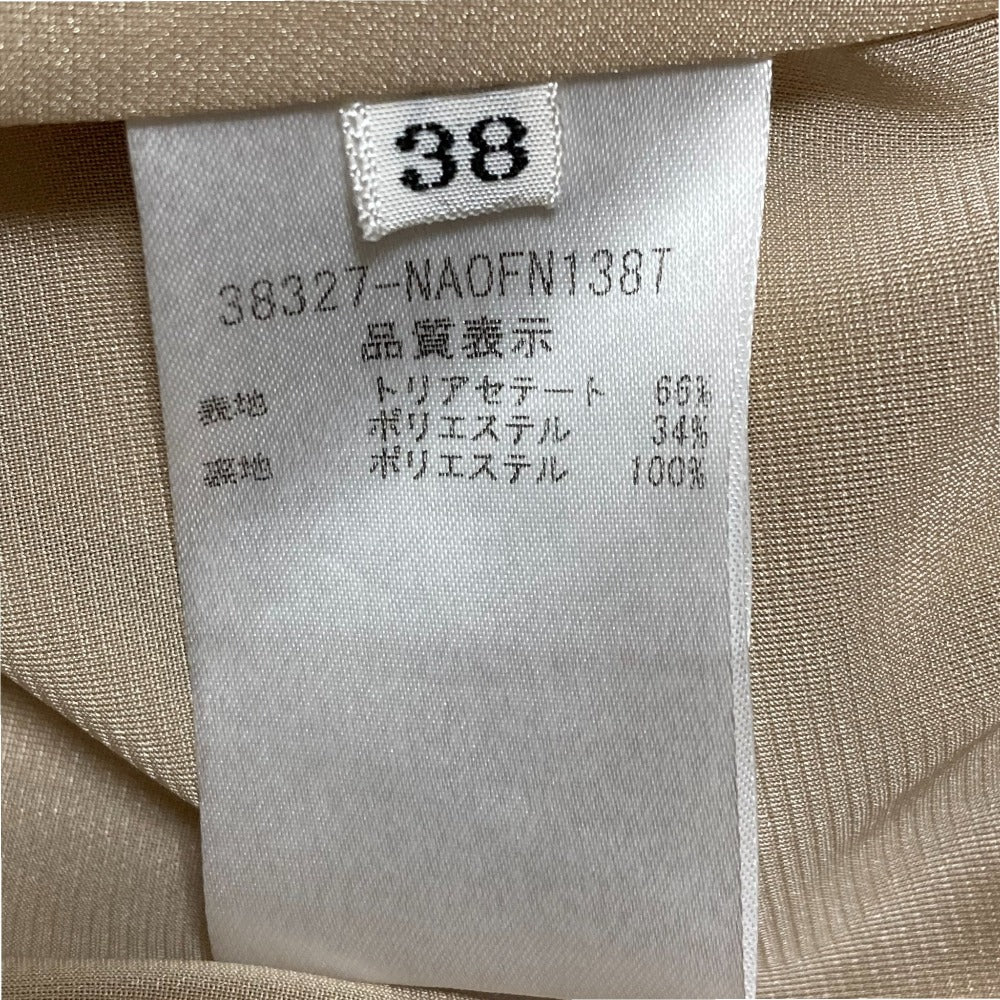 38
38327-NAOFN138T
品質表示
表地 トリアセテート 66%
ポリエステル 34%
裏地 ポリエステル 100%